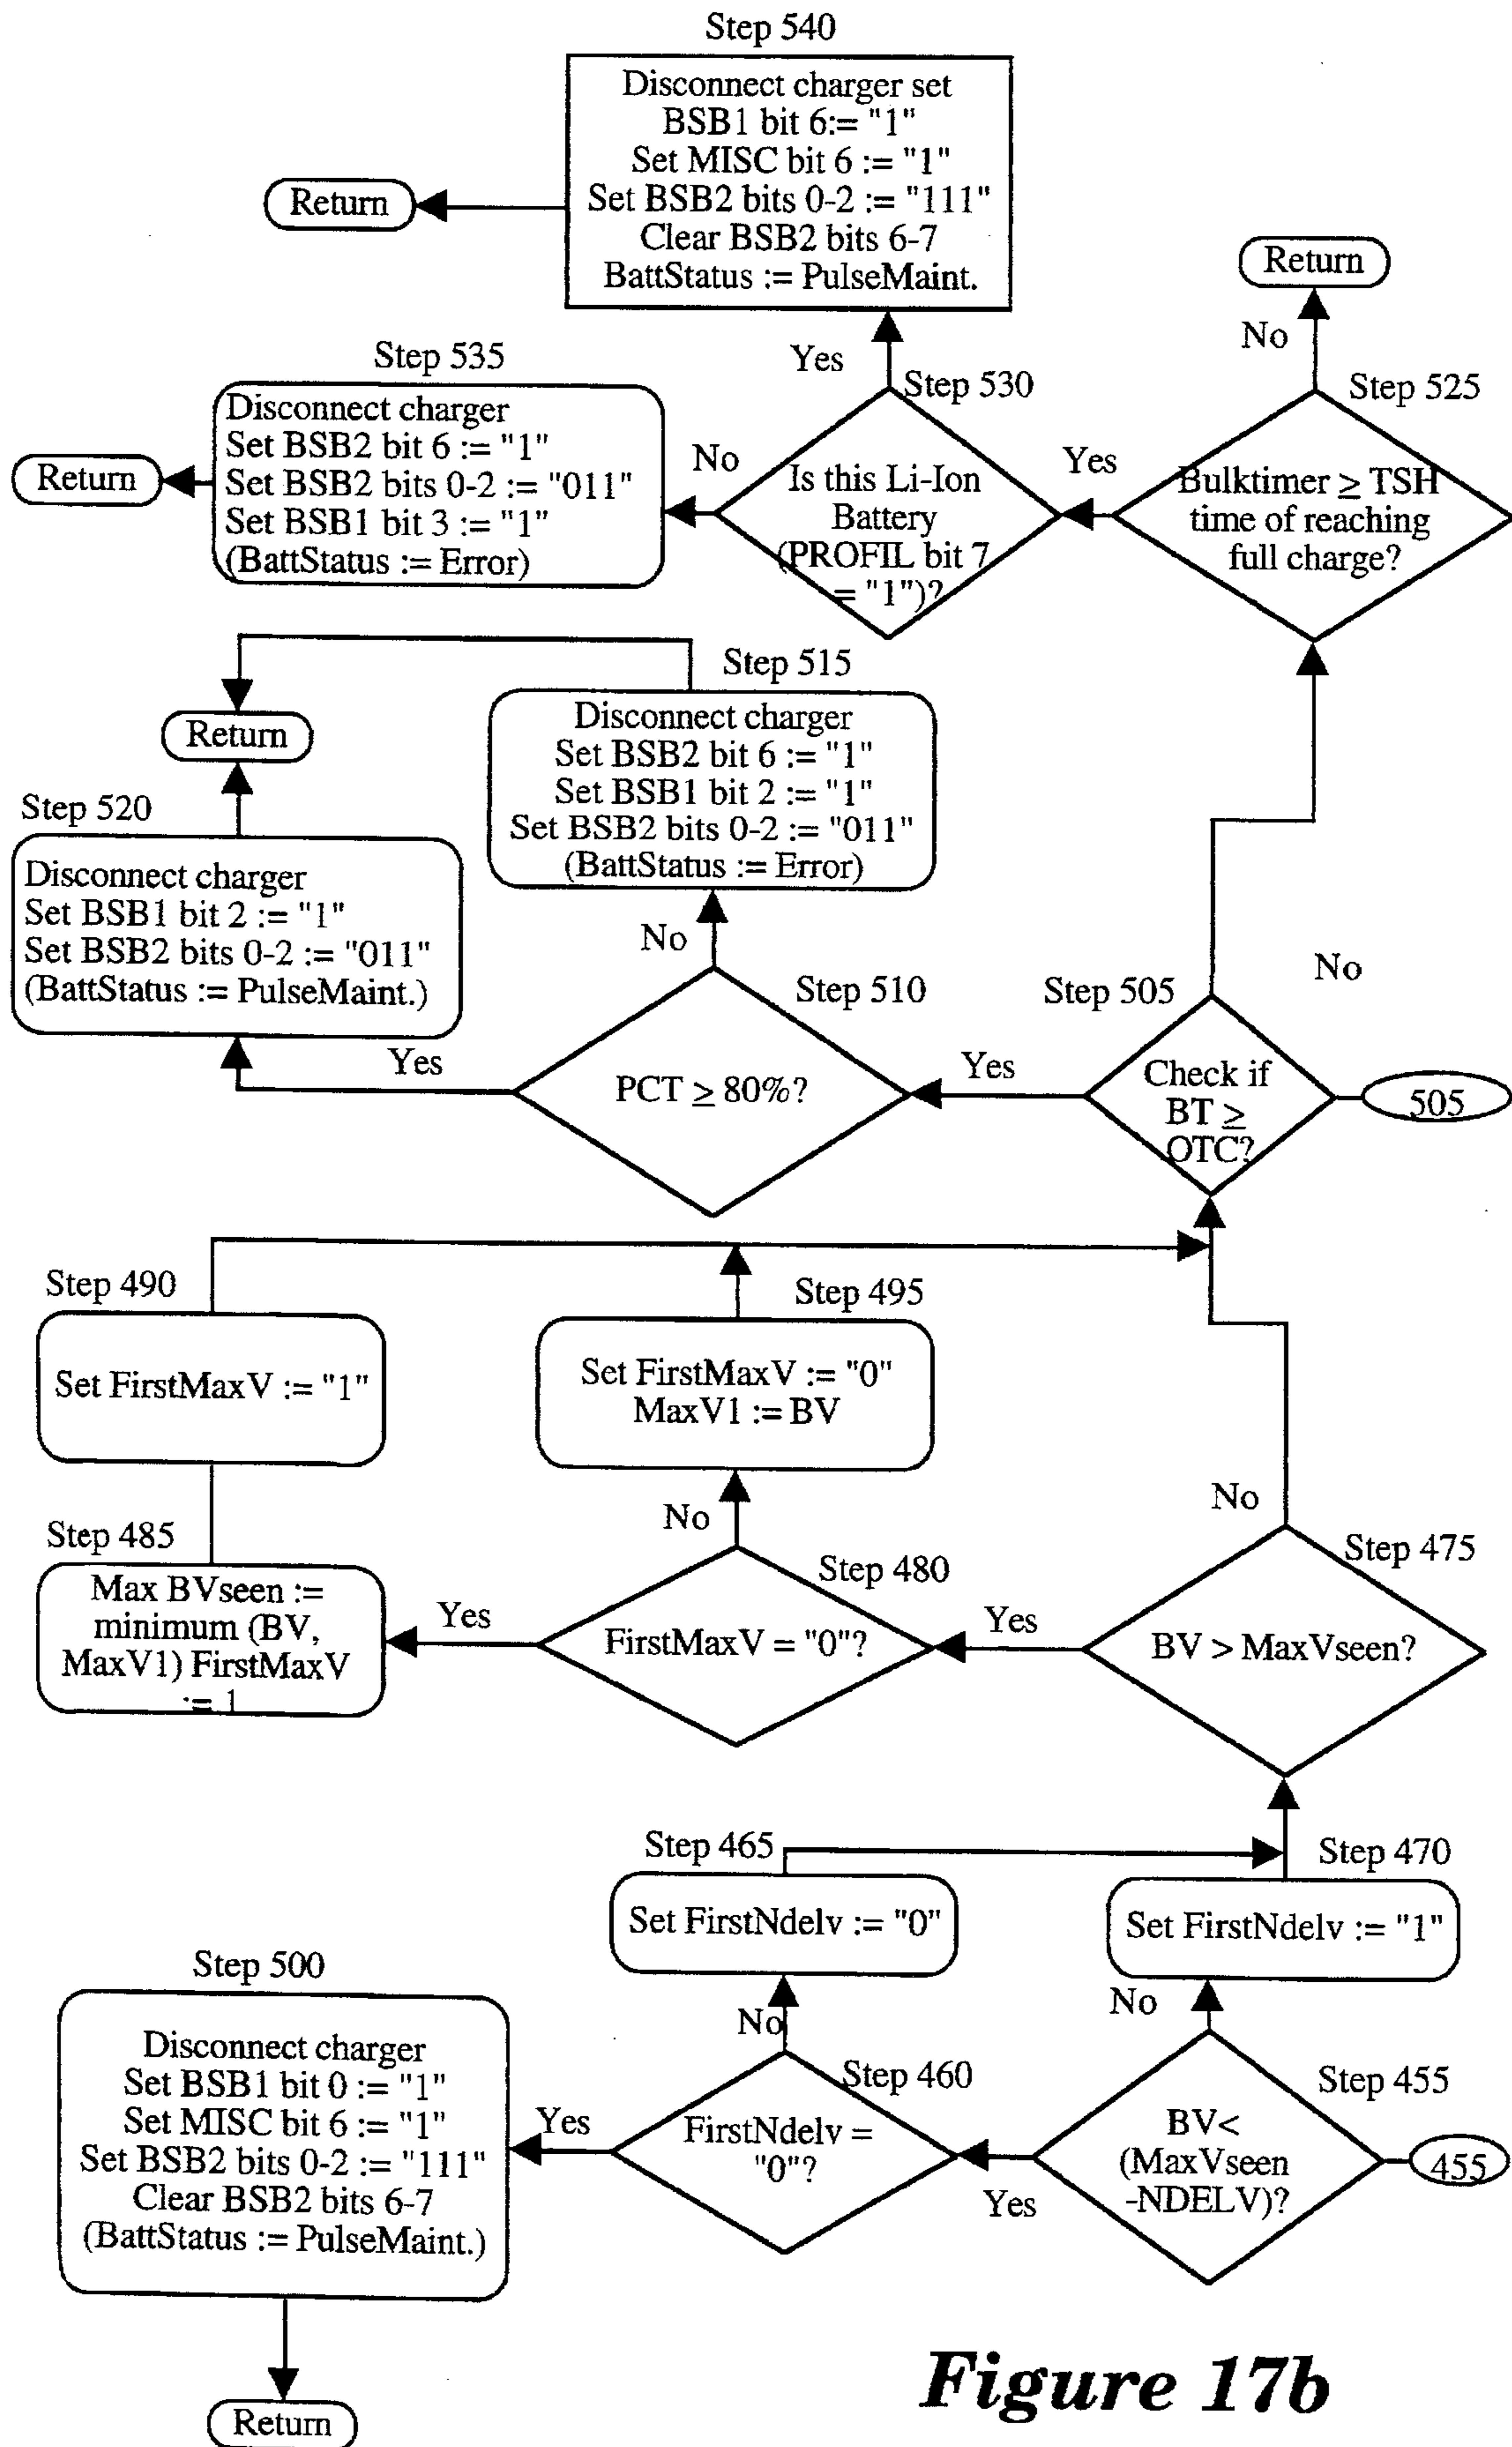 Step 540
Disconnect charger set
BSB1 bit 6:= "1"
Set MISC bit 6 := "1"
Set BSB2 bits 0-2 := "111"
Clear BSB2 bits 6-7
BattStatus := PulseMaint.
Return
Return
No
Step 535
Yes
Step 530
Step 525
Disconnect charger
Set BSB2 bit 6 := "1"
Set BSB2 bits 0-2 := "011"
Set BSB1 bit 3 := "1"
(BattStatus := Error)
Return
No
Is this Li-Ion
Battery
(PROFIL bit 7
= "1")?
Yes
Bulktimer ≥ TSH
time of reaching
full charge?
Step 515
Disconnect charger
Set BSB2 bit 6 := "1"
Set BSB1 bit 2 := "1"
Set BSB2 bits 0-2 := "011"
(BattStatus := Error)
Return
Step 520
Disconnect charger
Set BSB1 bit 2 := "1"
Set BSB2 bits 0-2 := "011"
(BattStatus := PulseMaint.)
No
No
Step 510
Step 505
Yes
PCT ≥ 80%?
Yes
Check if
BT ≥
OTC?
505
Step 490
Set FirstMaxV := "1"
Step 495
Set FirstMaxV := "0"
MaxV1 := BV
No
No
Step 485
Max BVseen :=
minimum (BV,
MaxV1) FirstMaxV
:= 1
Yes
Step 480
FirstMaxV = "0"?
Yes
Step 475
BV > MaxVseen?
Step 465
Set FirstNdelv := "0"
Step 470
Set FirstNdelv := "1"
Step 500
Disconnect charger
Set BSB1 bit 0 := "1"
Set MISC bit 6 := "1"
Set BSB2 bits 0-2 := "111"
Clear BSB2 bits 6-7
(BattStatus := PulseMaint.)
No
No
Step 460
Step 455
Yes
FirstNdelv =
"0"?
Yes
BV<
(MaxVseen
-NDELV)?
455
Return
Figure 17b